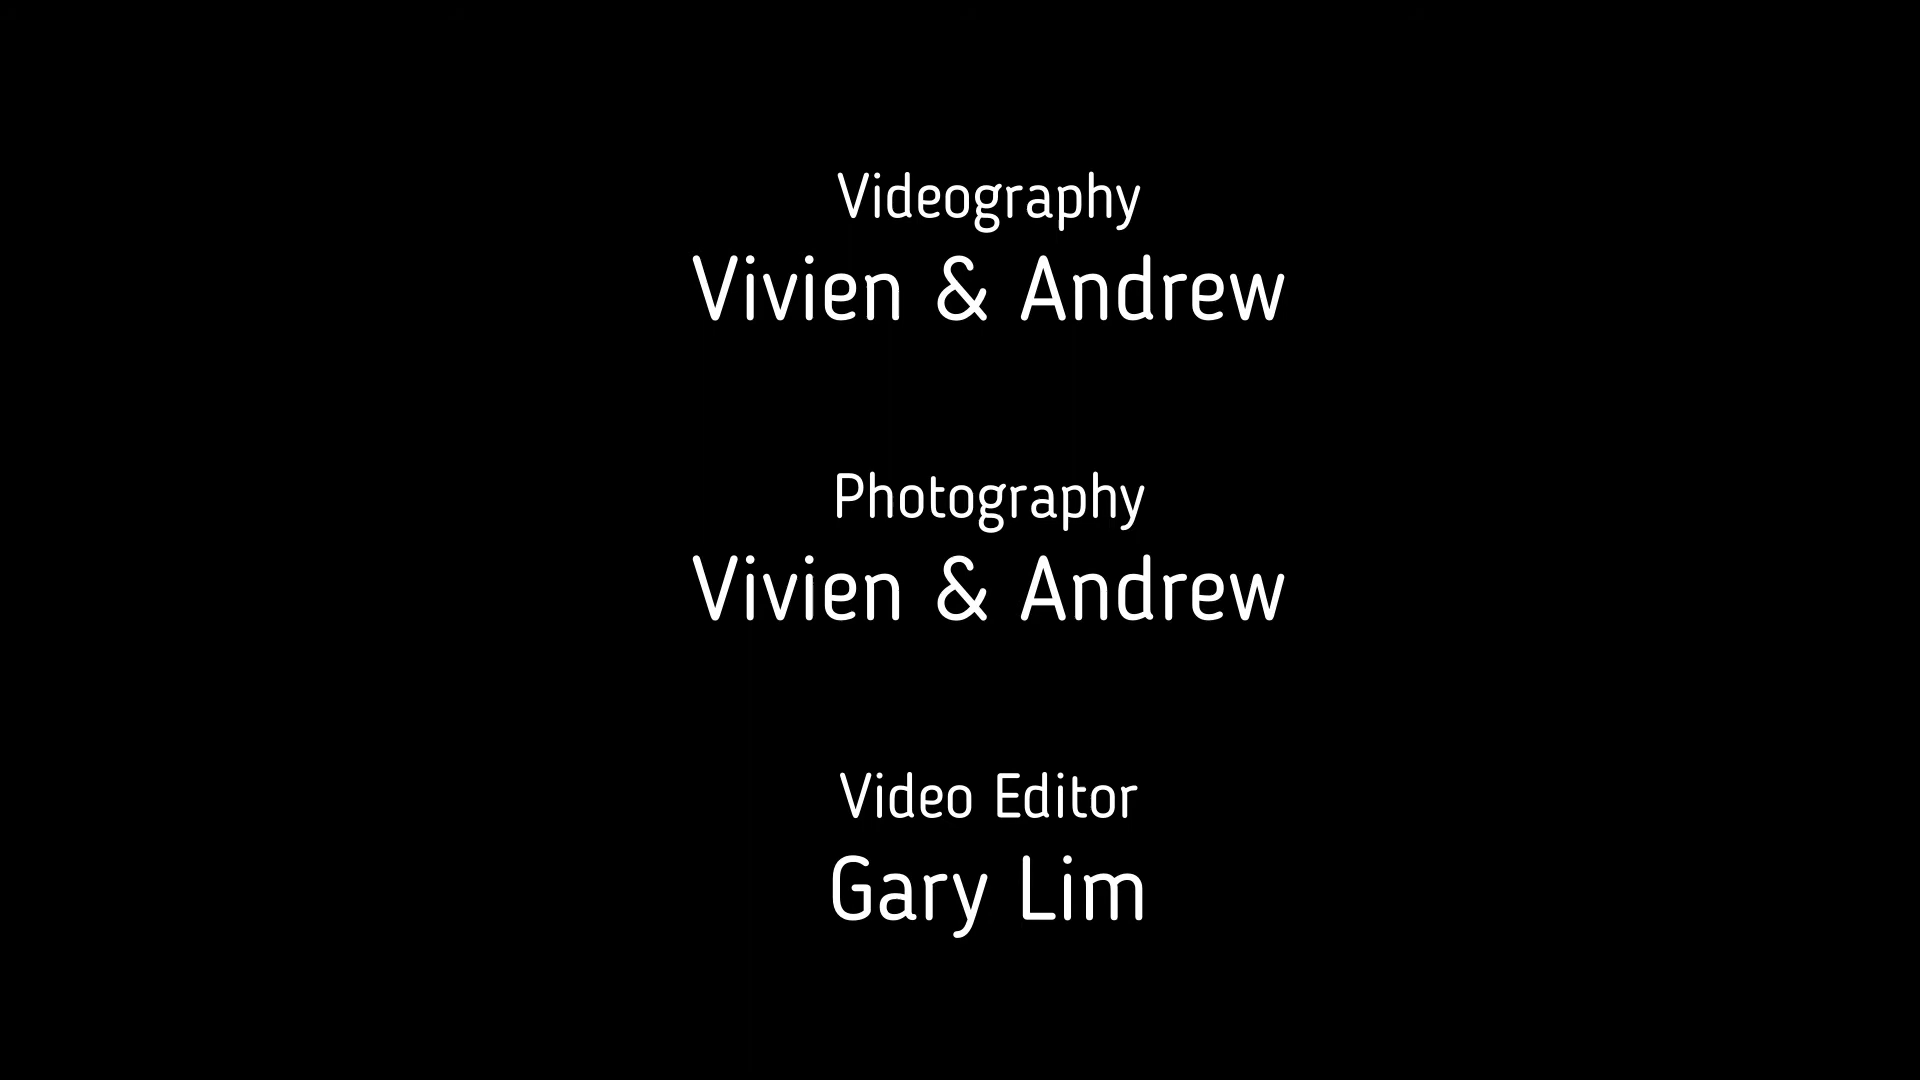 Videography
Vivien & Andrew
Photography
Vivien & Andrew
Video Editor
Gary Lim